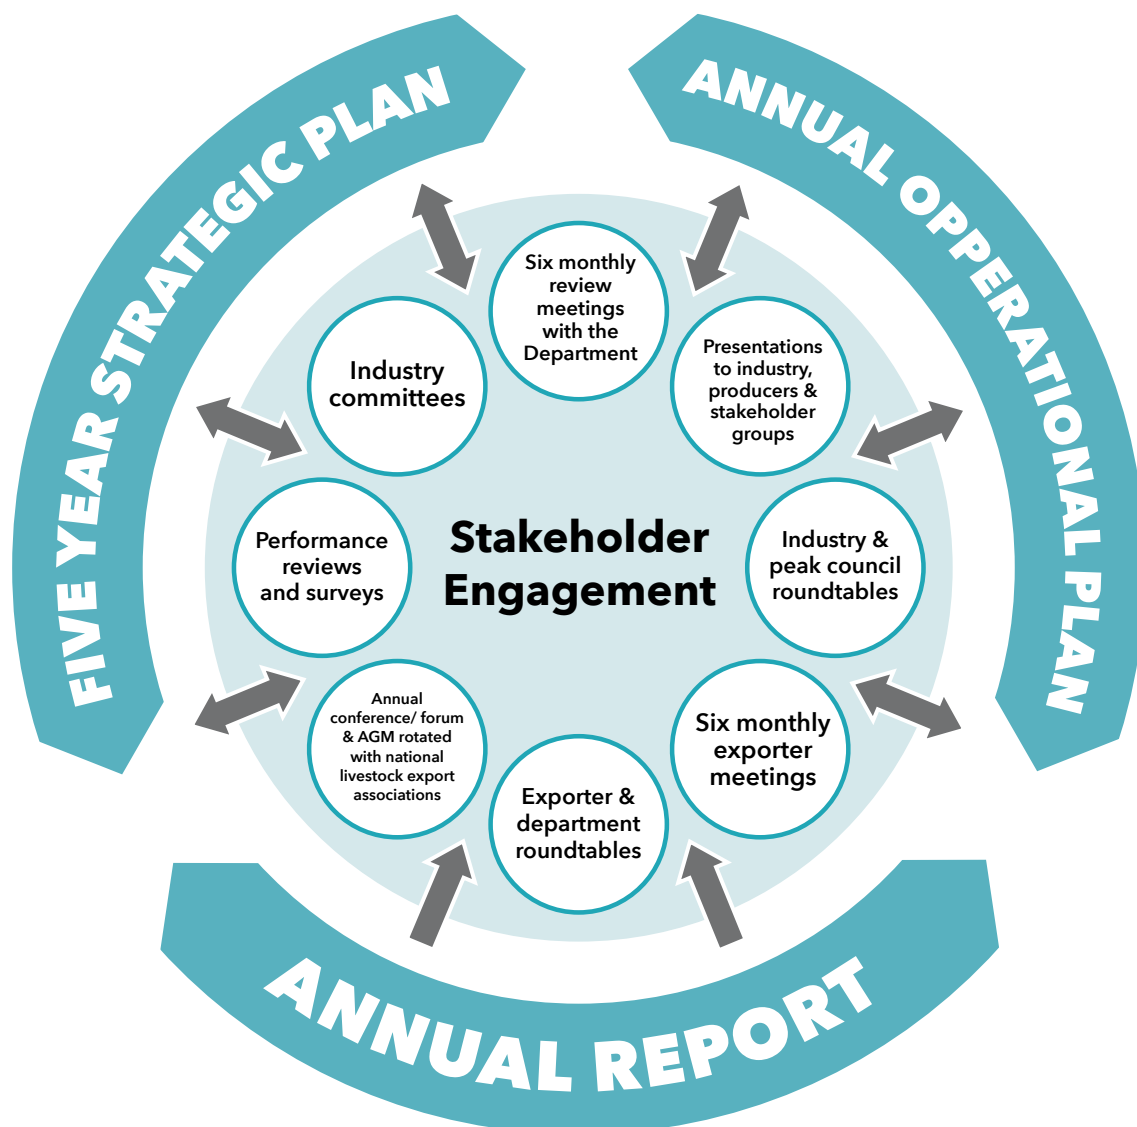 FIVE YEAR STRATEGIC PLAN
ANNUAL OPPERATIONAL PLAN
Six monthly
review
meetings
with the
Department
Presentations
to industry,
producers &
stakeholder
groups
Industry &
peak council
roundtables
Six monthly
exporter
meetings
Exporter &
department
roundtables
Annual
conference/ forum
& AGM rotated
with national
livestock export
associations
Performance
reviews
and surveys
Industry
committees
Stakeholder
Engagement
ANNUAL REPORT